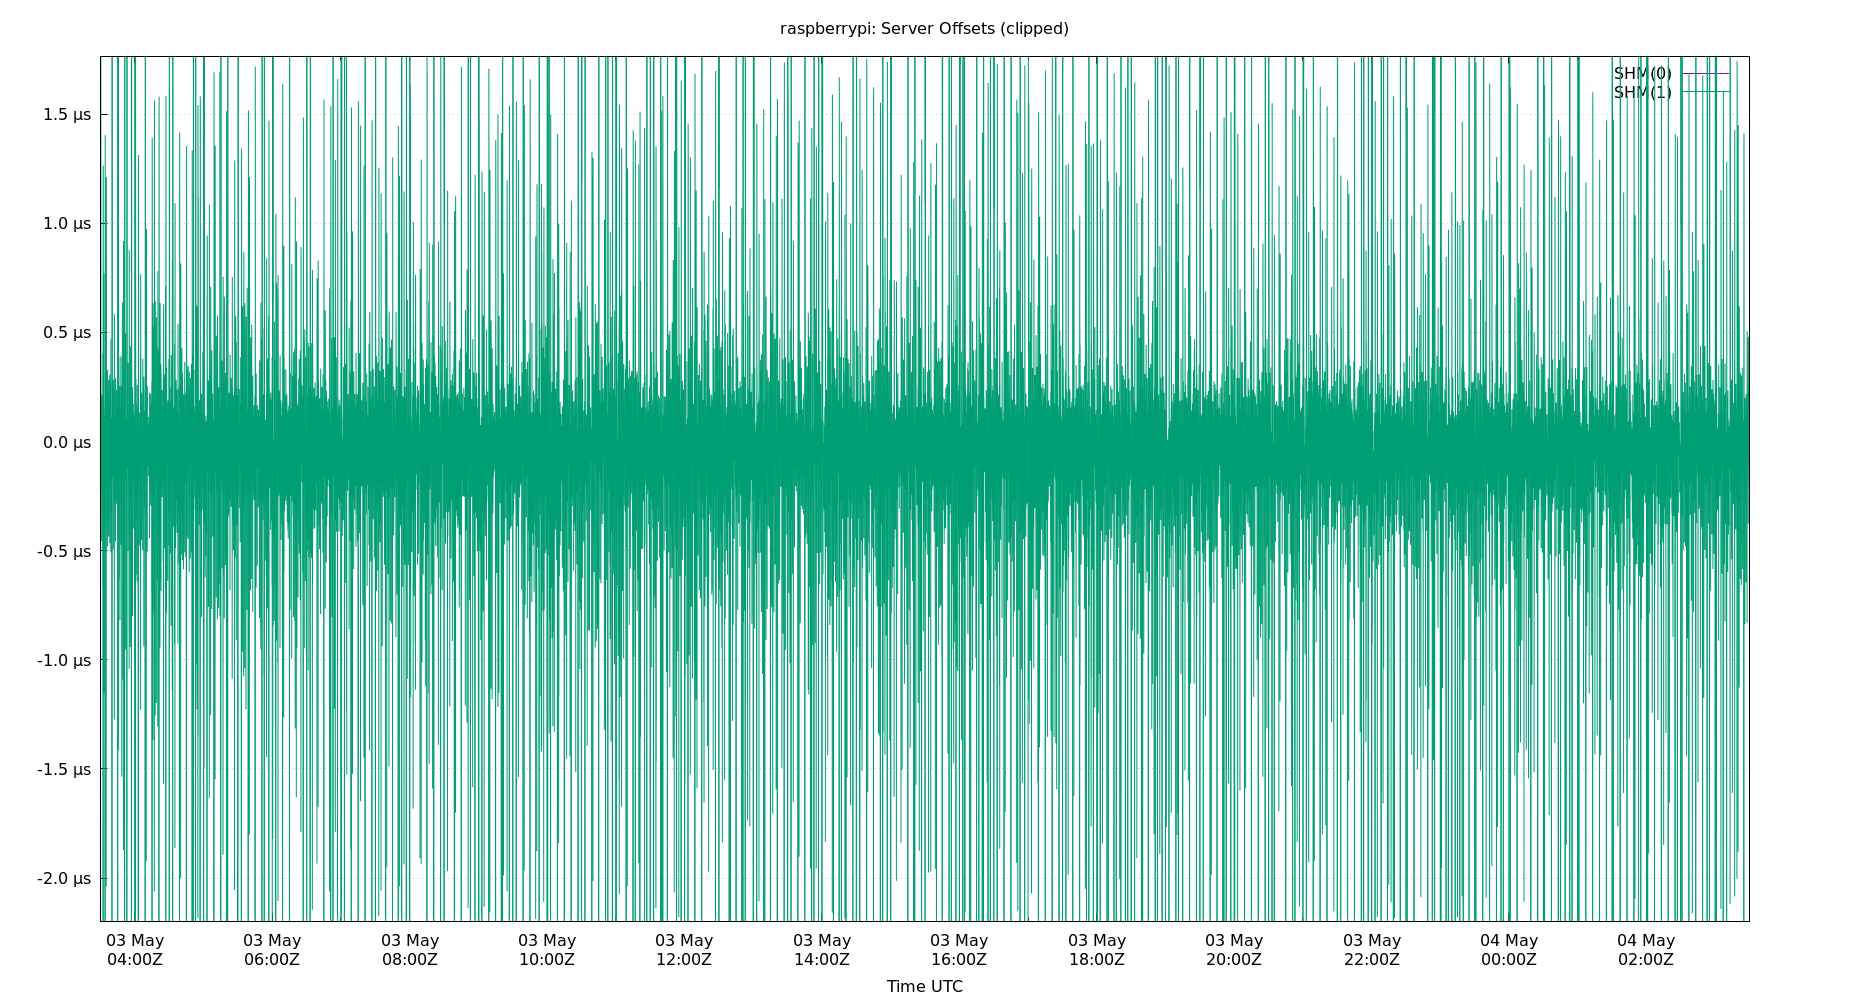 raspberrypi: Server Offsets (clipped)
SHM(0)
SHM(1)
1.5 µs
1.0 µs
0.5 µs
0.0 µs
-0.5 µs
-1.0 µs
-1.5 µs
-2.0 µs
03 May 03 May 03 May 03 May 03 May 03 May 03 May 03 May 03 May 03 May 04 May 04 May
04:00Z 06:00Z 08:00Z 10:00Z 12:00Z 14:00Z 16:00Z 18:00Z 20:00Z 22:00Z 00:00Z 02:00Z
Time UTC